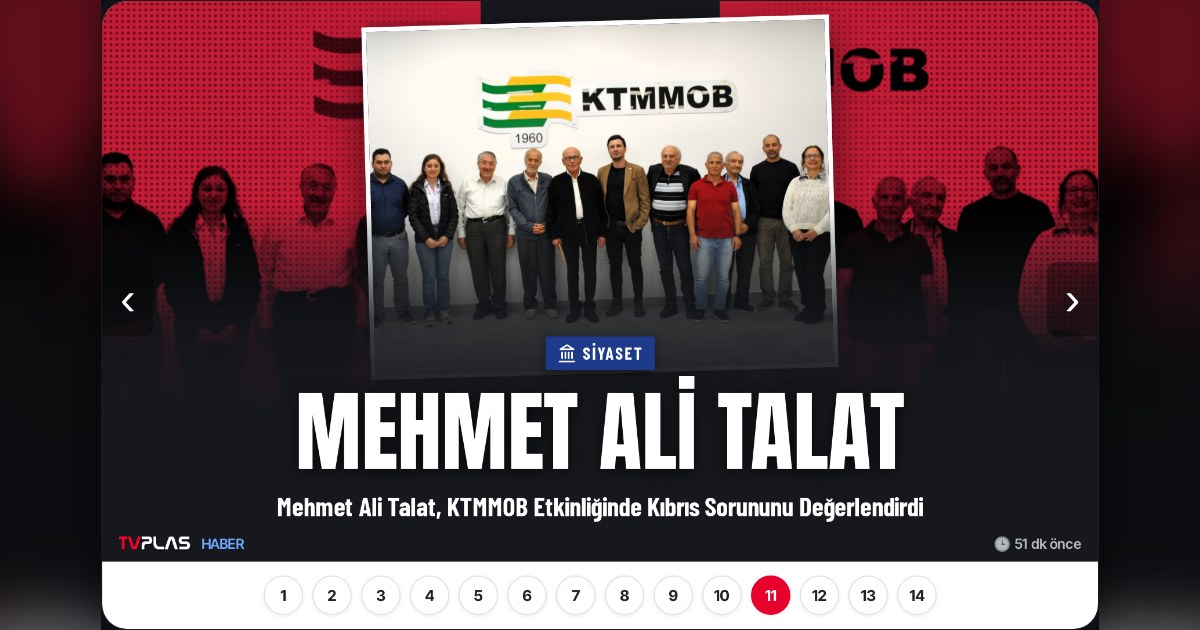 KTMMOB
1960
OB
SİYASET
MEHMET ALİ TALAT
Mehmet Ali Talat, KTMMOB Etkinliğinde Kıbrıs Sorununu Değerlendirdi
TVPLAS HABER
51 dk önce
1 2 3 4 5 6 7 8 9 10 11 12 13 14